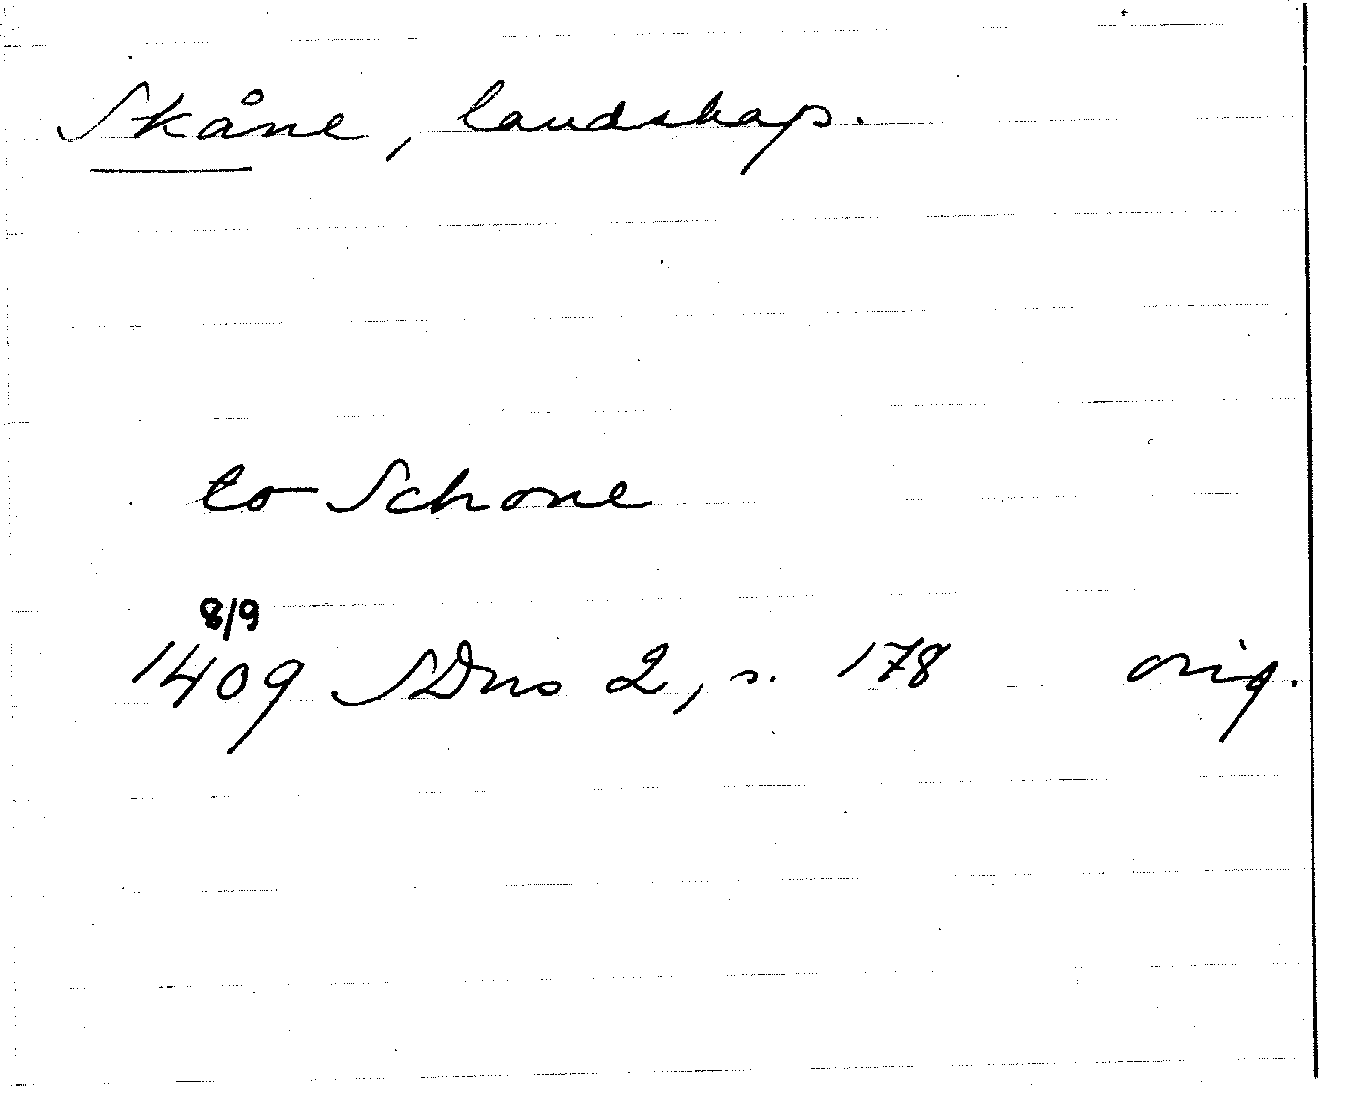 Skåne, landskap.
to Schone
8/9
1409 SDns 2, s. 178 orig.